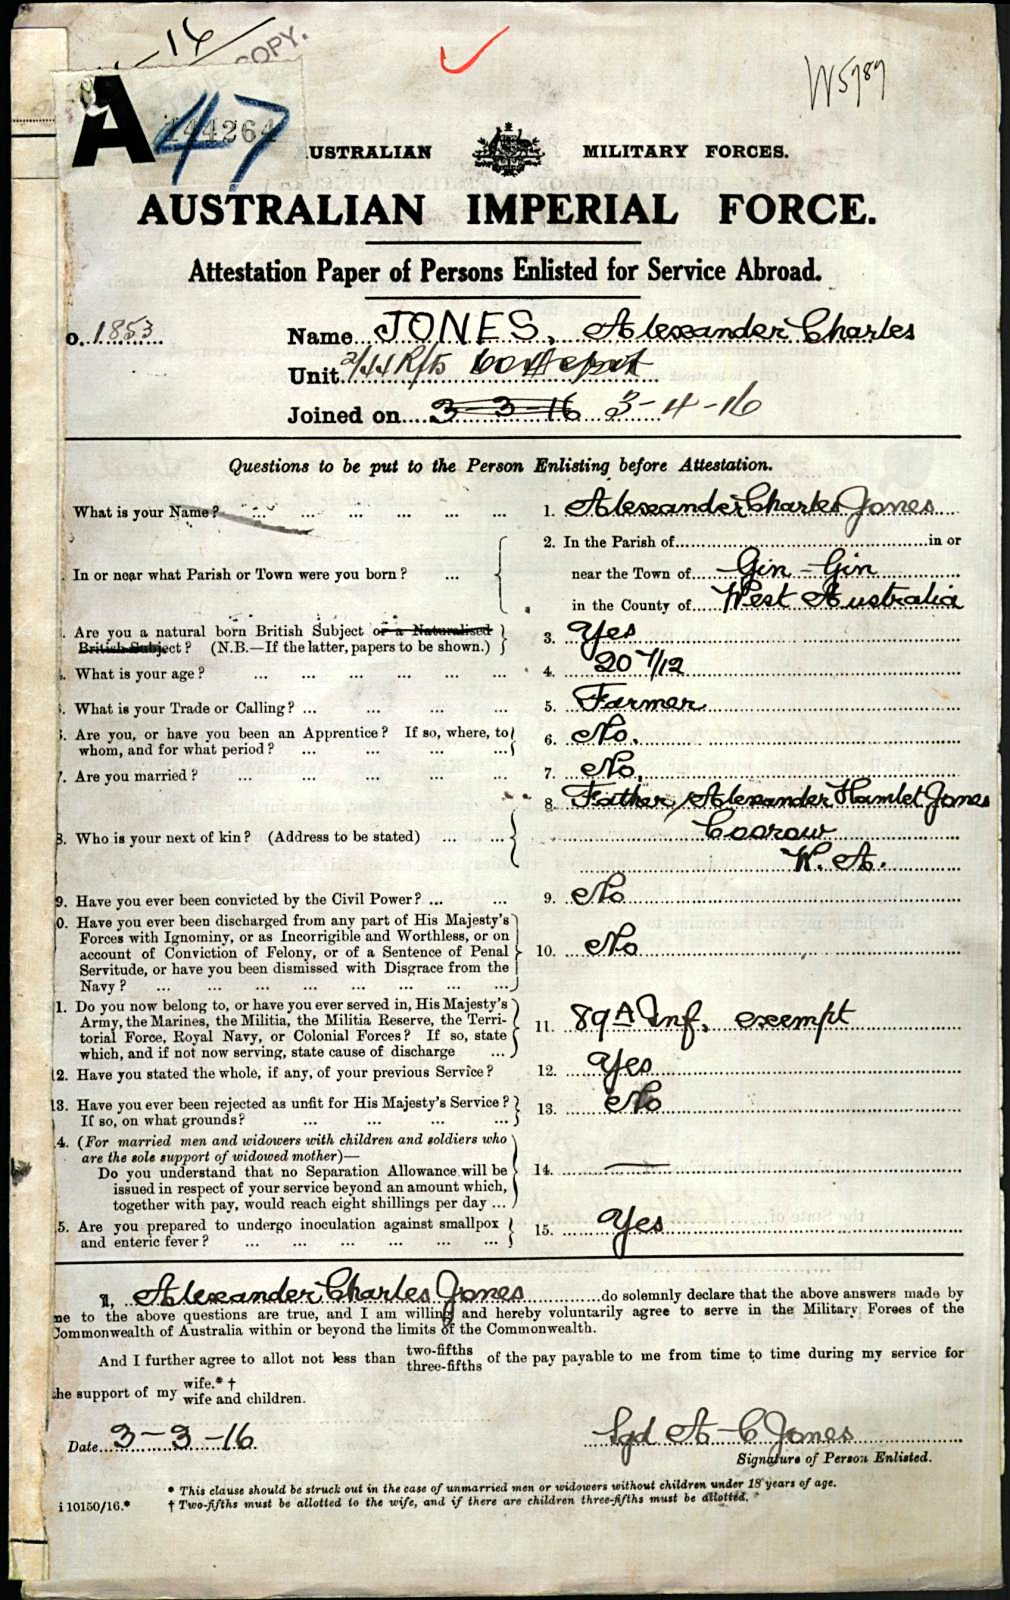 16
COPY.
W5789
A 144264
47
USTRALIAN MILITARY FORCES.
AUSTRALIAN IMPERIAL FORCE.
Attestation Paper of Persons Enlisted for Service Abroad.
o. 1853 Name JONES, Alexander Charles
Unit 2/44 R/15 60 Depot
Joined on 3-3-16 3-4-16
Questions to be put to the Person Enlisting before Attestation.
What is your Name? ... ... ... ... ... 1. Alexander Charles Jones
2. In the Parish of in or
In or near what Parish or Town were you born? ... near the Town of Gin-Gin
in the County of West Australia
Are you a natural born British Subject or a Naturalised
British Subject? (N.B.—If the latter, papers to be shown.) 3. Yes
What is your age? ... ... ... ... ... ... 4. 20 1/12
What is your Trade or Calling? ... ... ... ... 5. Farmer
Are you, or have you been an Apprentice? If so, where, to
whom, and for what period? ... ... ... 6. No.
7. Are you married? ... ... ... ... 7. No.
8. Father, Alexander Hamlet Jones
8. Who is your next of kin? (Address to be stated) ... ... Coorow
W. A.
9. Have you ever been convicted by the Civil Power? ... ... 9. No
0. Have you ever been discharged from any part of His Majesty's
Forces with Ignominy, or as Incorrigible and Worthless, or on
account of Conviction of Felony, or of a Sentence of Penal 10. No
Servitude, or have you been dismissed with Disgrace from the
Navy? ... ... ... ... ... ... ...
1. Do you now belong to, or have you ever served in, His Majesty's
Army, the Marines, the Militia, the Militia Reserve, the Terri-
torial Force, Royal Navy, or Colonial Forces? If so, state 11. 89A Inf. exempt
which, and if not now serving, state cause of discharge ...
12. Have you stated the whole, if any, of your previous Service? 12. Yes
13. Have you ever been rejected as unfit for His Majesty's Service? 13. No
If so, on what grounds? ... ... ... ...
4. (For married men and widowers with children and soldiers who
are the sole support of widowed mother)—
Do you understand that no Separation Allowance will be 14. —
issued in respect of your service beyond an amount which,
together with pay, would reach eight shillings per day ...
5. Are you prepared to undergo inoculation against smallpox 15. Yes
and enteric fever? ... ... ... ... ... ...
I, Alexander Charles Jones do solemnly declare that the above answers made by
me to the above questions are true, and I am willing and hereby voluntarily agree to serve in the Military Forces of the
Commonwealth of Australia within or beyond the limits of the Commonwealth.
And I further agree to allot not less than two-fifths three-fifths of the pay payable to me from time to time during my service for
the support of my wife.*† wife and children.
Date 3-3-16 Sgd A-C Jones
Signature of Person Enlisted.
* This clause should be struck out in the case of unmarried men or widowers without children under 18 years of age.
i 10150/16.* † Two-fifths must be allotted to the wife, and if there are children three-fifths must be allotted.